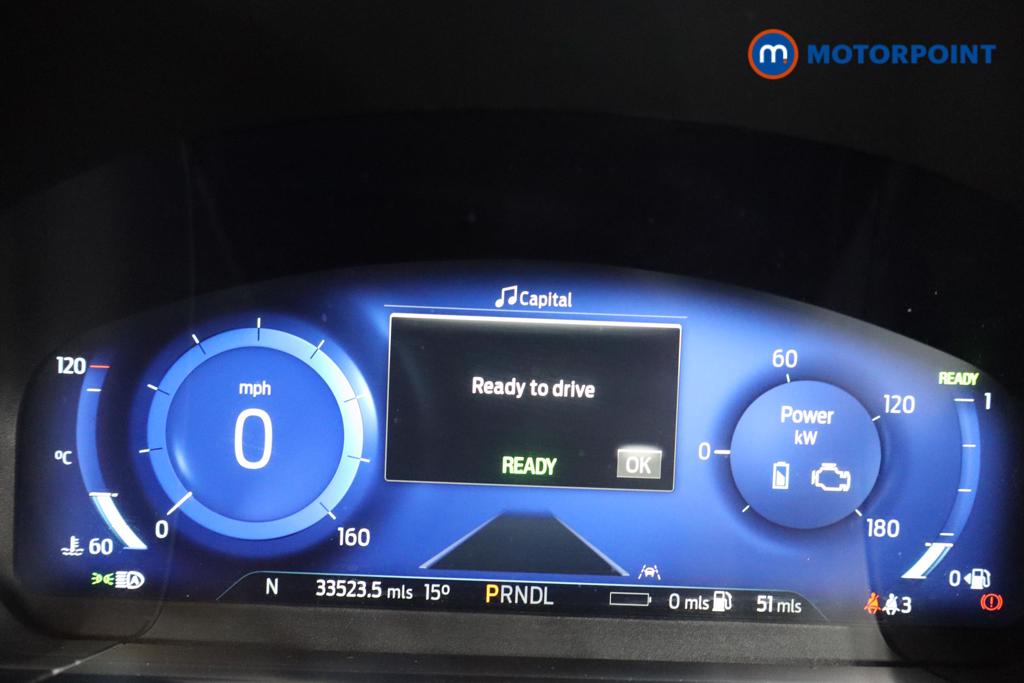 m MOTORPOINT
Capital
120
mph
0
°C
60
0
160
Ready to drive
READY
OK
60
120
Power
kW
0
180
READY
1
0
A
N 33523.5 mls 15º PRNDL 0 mls 51 mls
3